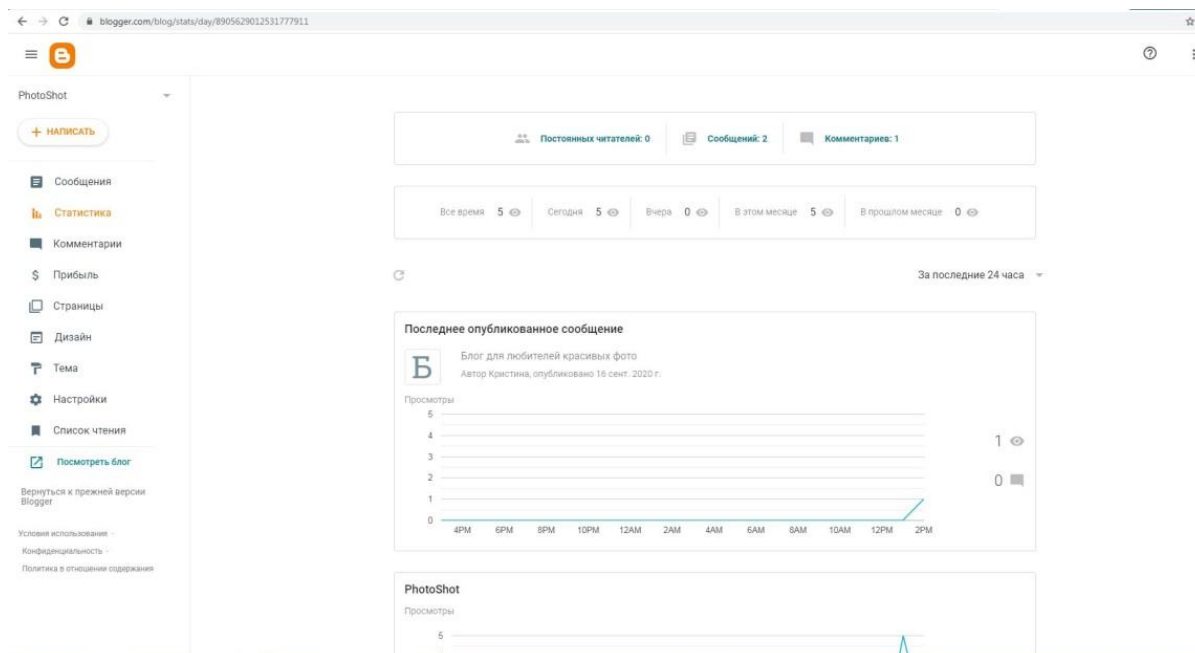 blogger.com/blog/stats/day/8905629012531777911
PhotoShot
+ НАПИСАТЬ
Сообщения
Статистика
Комментарии
$ Прибыль
Страницы
Дизайн
Тема
Настройки
Список чтения
Посмотреть блог
Вернуться к прежней версии
Blogger
Условия использования -
Конфиденциальность -
Политика в отношении содержания
Постоянных читателей: 0 Сообщений: 2 Комментариев: 1
Все время 5 Сегодня 5 Вчера 0 В этом месяце 5 В прошлом месяце 0
За последние 24 часа
Последнее опубликованное сообщение
Б
Блог для любителей красивых фото
Автор Кристина, опубликовано 16 сент. 2020 г.
Просмотры
5
4
3
2
1
0
4PM 6PM 8PM 10PM 12AM 2AM 4AM 6AM 8AM 10AM 12PM 2PM
1
0
PhotoShot
Просмотры
5